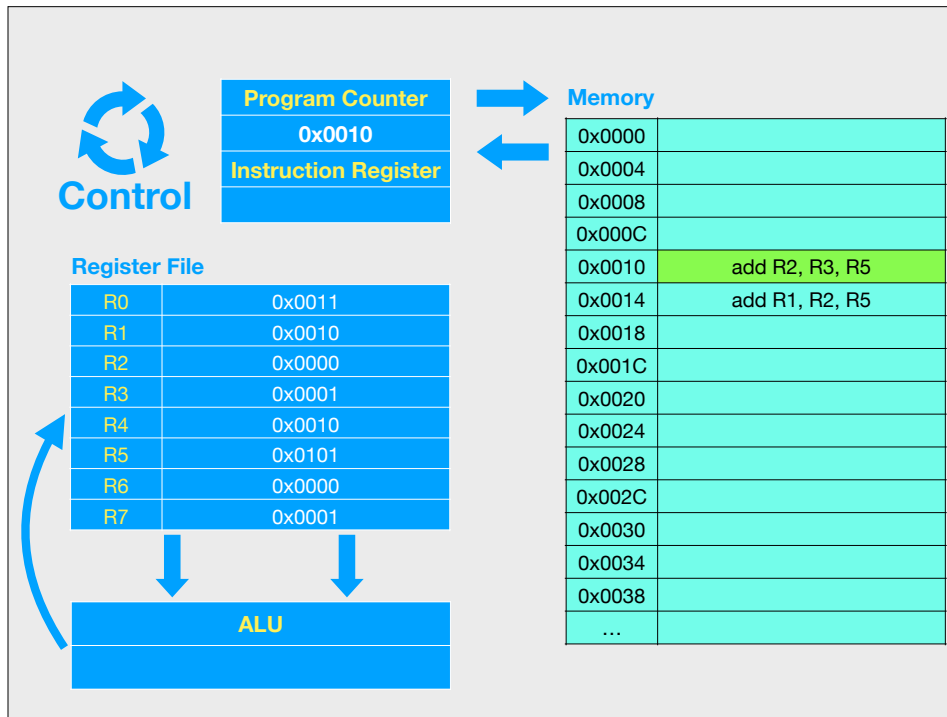 Program Counter
0x0010
Instruction Register
Control
Register File
R0 0x0011
R1 0x0010
R2 0x0000
R3 0x0001
R4 0x0010
R5 0x0101
R6 0x0000
R7 0x0001
ALU
Memory
0x0000
0x0004
0x0008
0x000C
0x0010 add R2, R3, R5
0x0014 add R1, R2, R5
0x0018
0x001C
0x0020
0x0024
0x0028
0x002C
0x0030
0x0034
0x0038
…